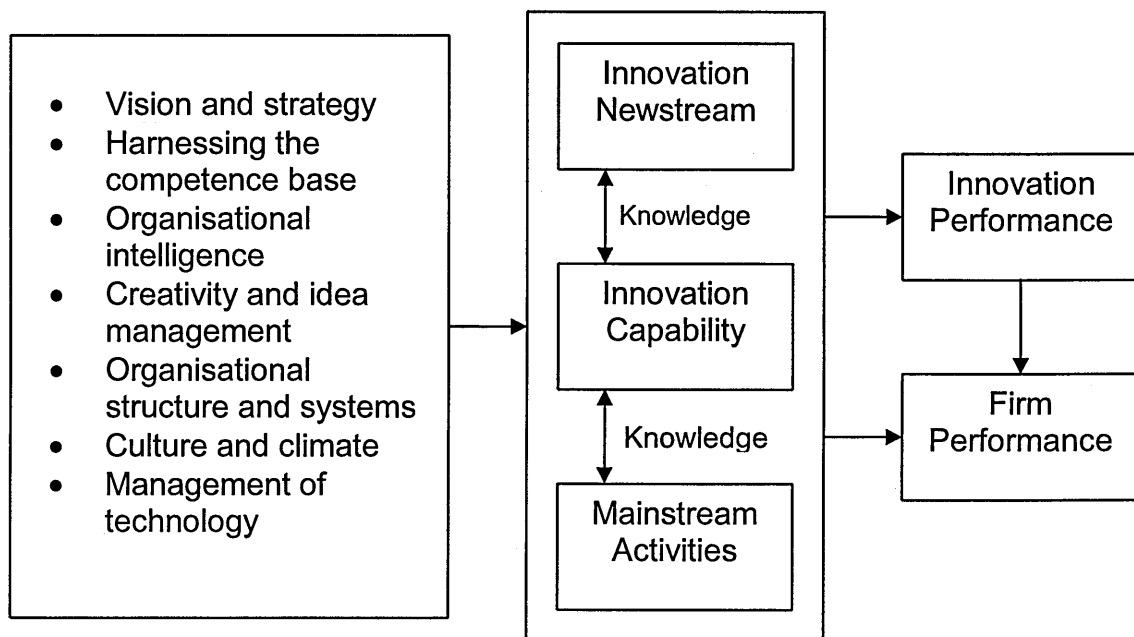 • Vision and strategy
• Harnessing the
competence base
• Organisational
intelligence
• Creativity and idea
management
• Organisational
structure and systems
• Culture and climate
• Management of
technology
Innovation
Newstream
Knowledge
Innovation
Capability
Knowledge
Mainstream
Activities
Innovation
Performance
Firm
Performance